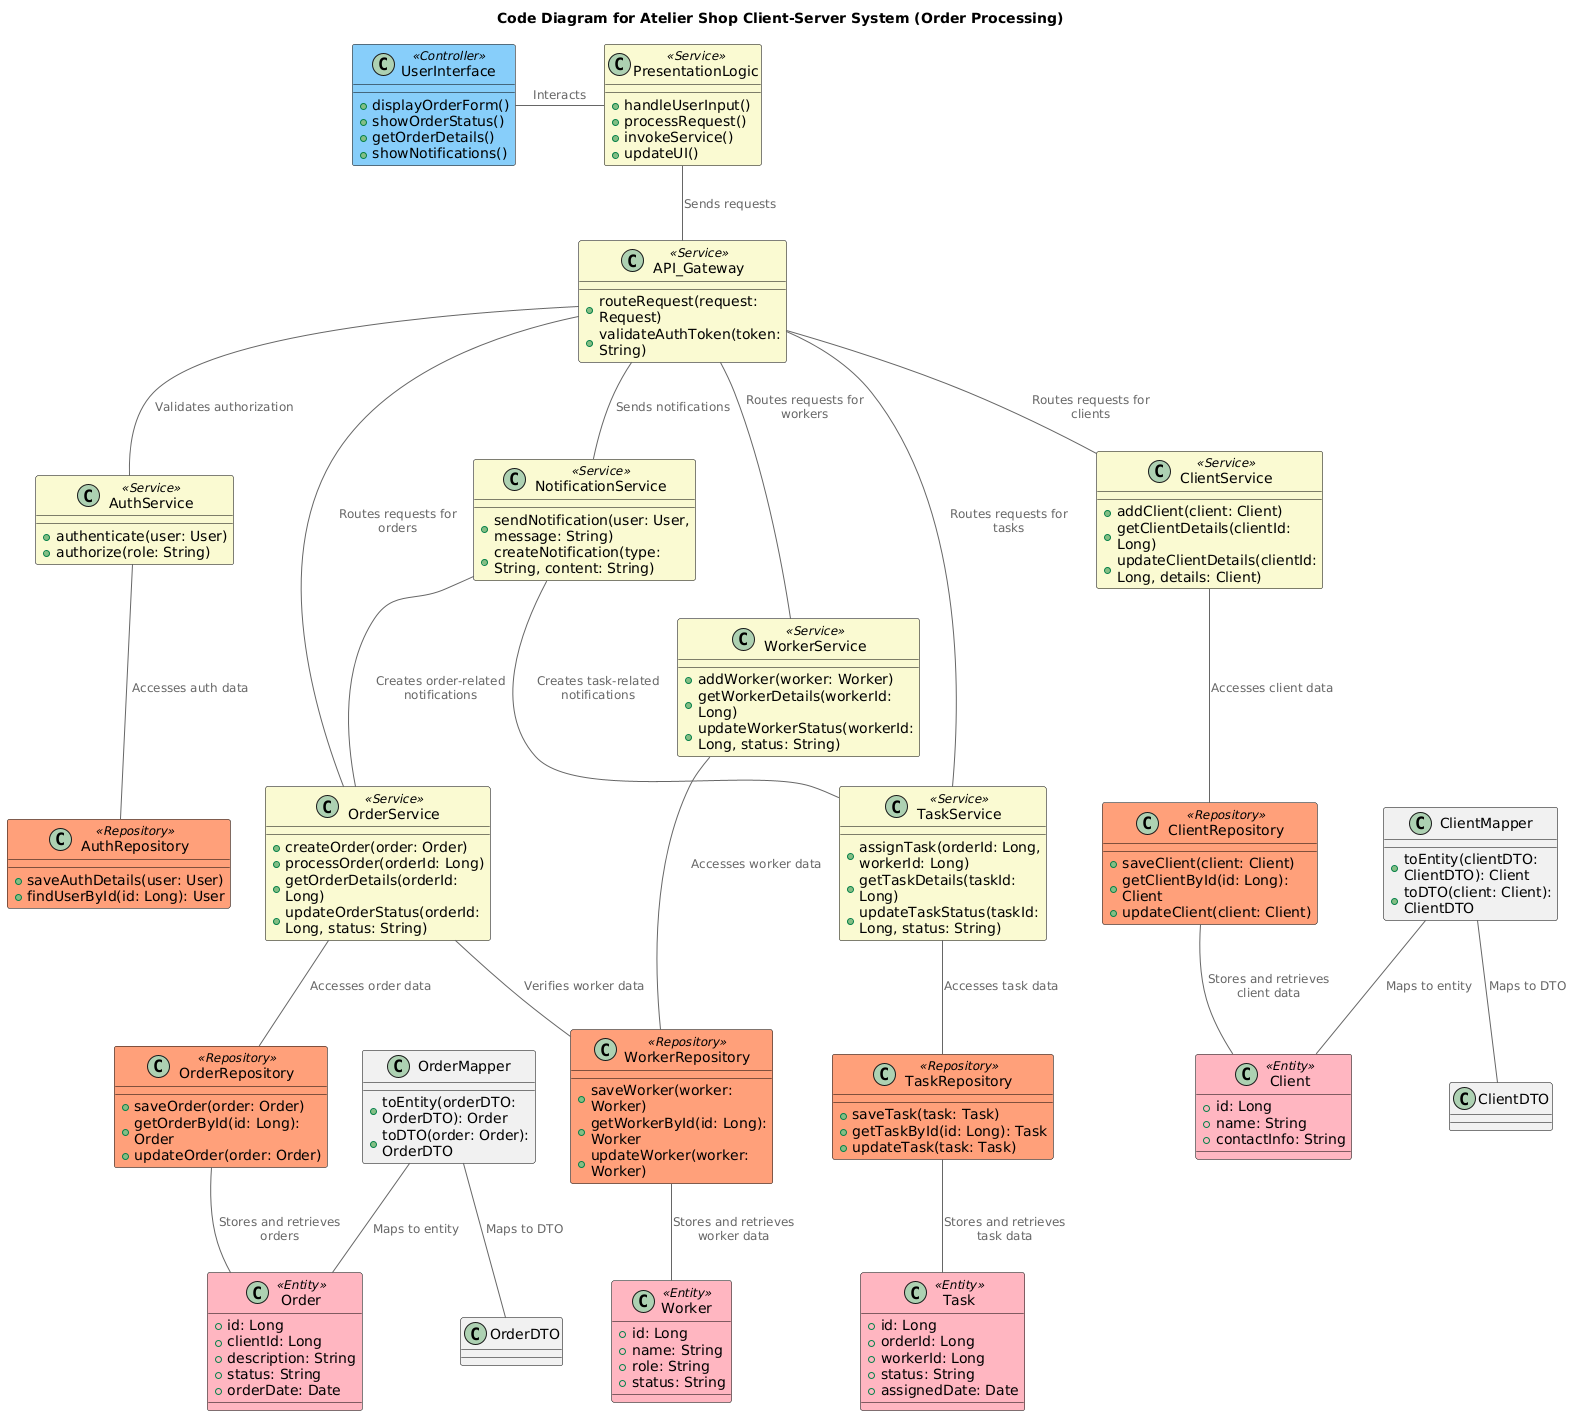 Code Diagram for Atelier Shop Client-Server System (Order Processing)
C
«Controller»
UserInterface
displayOrderForm()
showOrderStatus()
getOrderDetails()
showNotifications()
Interacts
C
«Service»
PresentationLogic
handleUserInput()
processRequest()
invokeService()
updateUI()
Sends requests
C
«Service»
API_Gateway
routeRequest(request:
Request)
validateAuthToken(token:
String)
Validates authorization
Sends notifications
Routes requests for
workers
Routes requests for
clients
Routes requests for
orders
Routes requests for
tasks
C
«Service»
AuthService
authenticate(user: User)
authorize(role: String)
C
«Service»
NotificationService
sendNotification(user: User,
message: String)
createNotification(type:
String, content: String)
C
«Service»
ClientService
addClient(client: Client)
getClientDetails(clientId:
Long)
updateClientDetails(clientId:
Long, details: Client)
C
«Service»
WorkerService
addWorker(worker: Worker)
getWorkerDetails(workerId:
Long)
updateWorkerStatus(workerId:
Long, status: String)
Accesses auth data
Creates order-related
notifications
Creates task-related
notifications
Accesses client data
C
«Repository»
AuthRepository
saveAuthDetails(user: User)
findUserById(id: Long): User
C
«Service»
OrderService
createOrder(order: Order)
processOrder(orderId: Long)
getOrderDetails(orderId:
Long)
updateOrderStatus(orderId:
Long, status: String)
Accesses worker data
C
«Service»
TaskService
assignTask(orderId: Long,
workerId: Long)
getTaskDetails(taskId:
Long)
updateTaskStatus(taskId:
Long, status: String)
C
«Repository»
ClientRepository
saveClient(client: Client)
getClientById(id: Long):
Client
updateClient(client: Client)
C
ClientMapper
toEntity(clientDTO:
ClientDTO): Client
toDTO(client: Client):
ClientDTO
Accesses order data
Verifies worker data
Accesses task data
Stores and retrieves
client data
Maps to entity
Maps to DTO
C
«Repository»
OrderRepository
saveOrder(order: Order)
getOrderById(id: Long):
Order
updateOrder(order: Order)
C
OrderMapper
toEntity(orderDTO:
OrderDTO): Order
toDTO(order: Order):
OrderDTO
C
«Repository»
WorkerRepository
saveWorker(worker:
Worker)
getWorkerById(id: Long):
Worker
updateWorker(worker:
Worker)
C
«Repository»
TaskRepository
saveTask(task: Task)
getTaskById(id: Long): Task
updateTask(task: Task)
C
«Entity»
Client
id: Long
name: String
contactInfo: String
C
ClientDTO
Stores and retrieves
orders
Maps to entity
Maps to DTO
Stores and retrieves
worker data
Stores and retrieves
task data
C
«Entity»
Order
id: Long
clientId: Long
description: String
status: String
orderDate: Date
C
OrderDTO
C
«Entity»
Worker
id: Long
name: String
role: String
status: String
C
«Entity»
Task
id: Long
orderId: Long
workerId: Long
status: String
assignedDate: Date